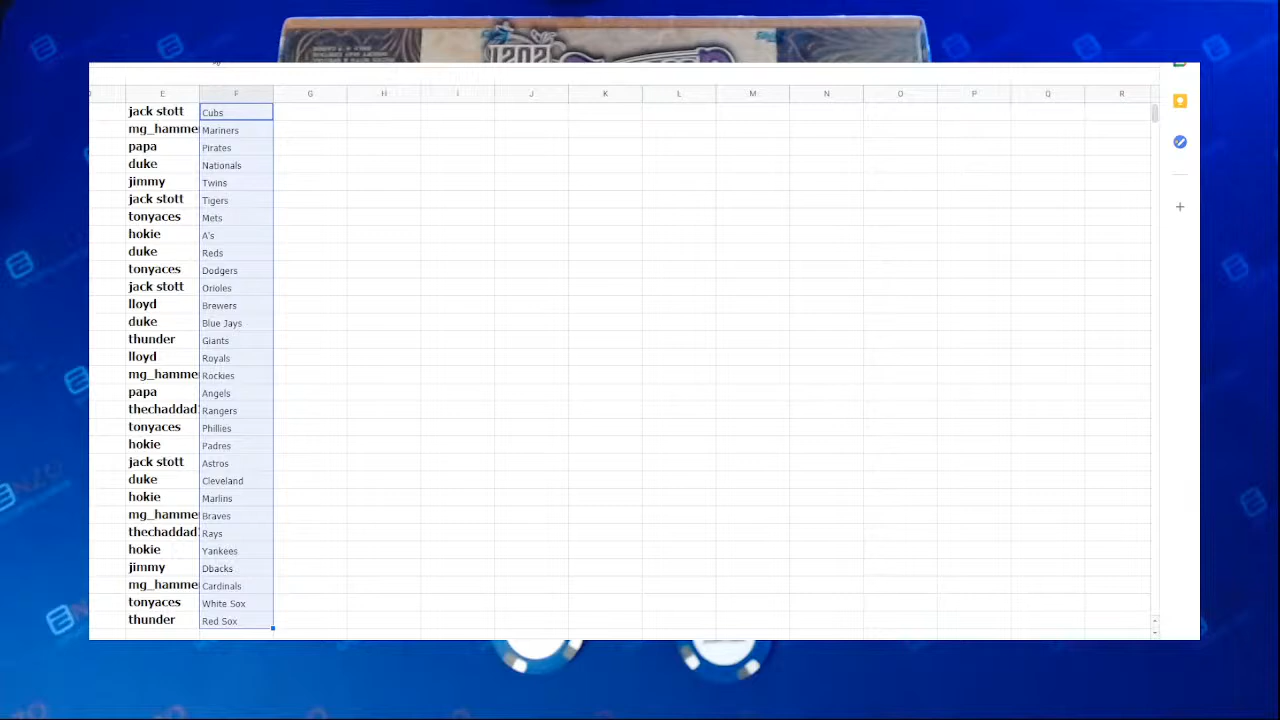 2021
E F G H I J K L M N O P Q R
jack stott Cubs
mg_hamme Mariners
papa Pirates
duke Nationals
jimmy Twins
jack stott Tigers
tonyaces Mets
hokie A's
duke Reds
tonyaces Dodgers
jack stott Orioles
lloyd Brewers
duke Blue Jays
thunder Giants
lloyd Royals
mg_hamme Rockies
papa Angels
thechaddad Rangers
tonyaces Phillies
hokie Padres
jack stott Astros
duke Cleveland
hokie Marlins
mg_hamme Braves
thechaddad Rays
hokie Yankees
jimmy Dbacks
mg_hamme Cardinals
tonyaces White Sox
thunder Red Sox